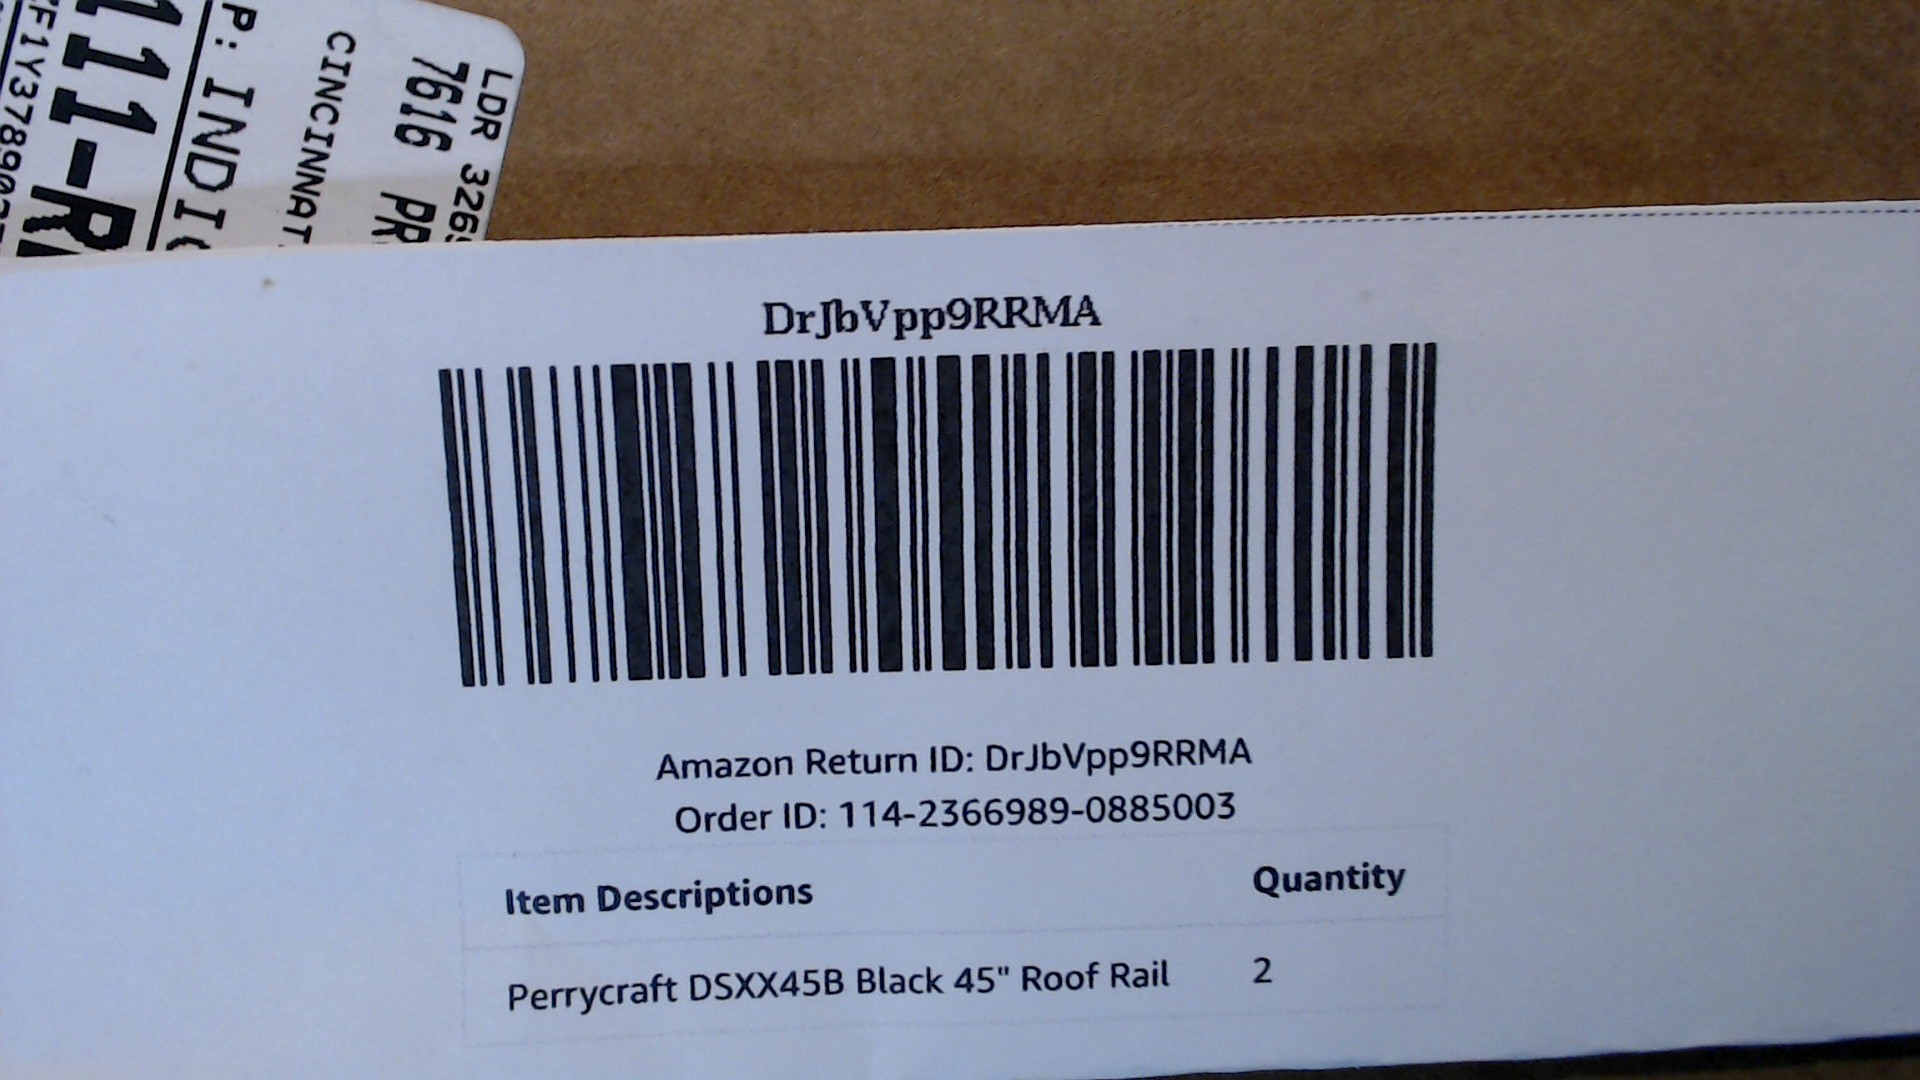 LDR 326
7616 PR
CINCINNAT
P: INDI
111-R
F1Y37890
DrJbVpp9RRMA
Amazon Return ID: DrJbVpp9RRMA
Order ID: 114-2366989-0885003
Item Descriptions Quantity
Perrycraft DSXX45B Black 45" Roof Rail 2